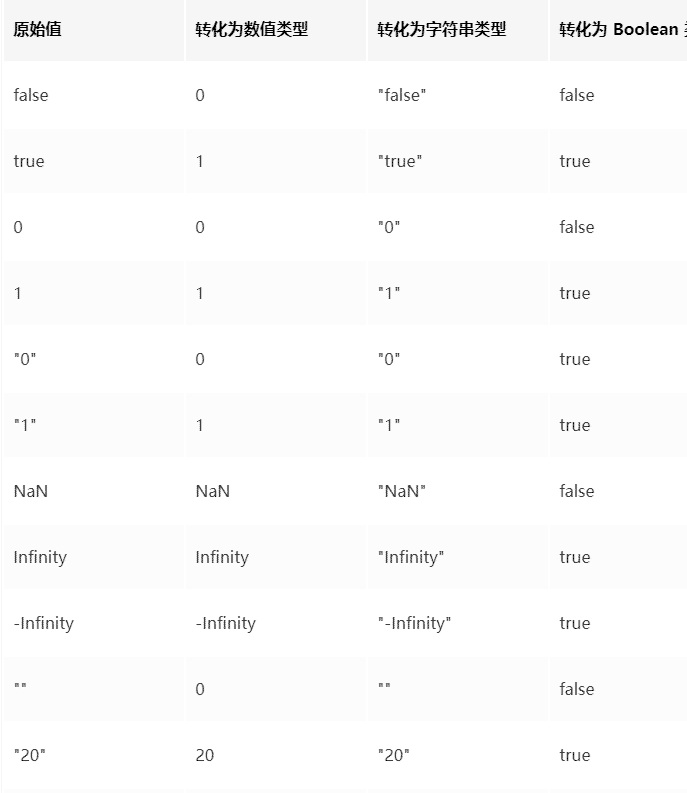 原始值 转化为数值类型 转化为字符串类型 转化为 Boolean
false 0 "false" false
true 1 "true" true
0 0 "0" false
1 1 "1" true
"0" 0 "0" true
"1" 1 "1" true
NaN NaN "NaN" false
Infinity Infinity "Infinity" true
-Infinity -Infinity "-Infinity" true
"" 0 "" false
"20" 20 "20" true